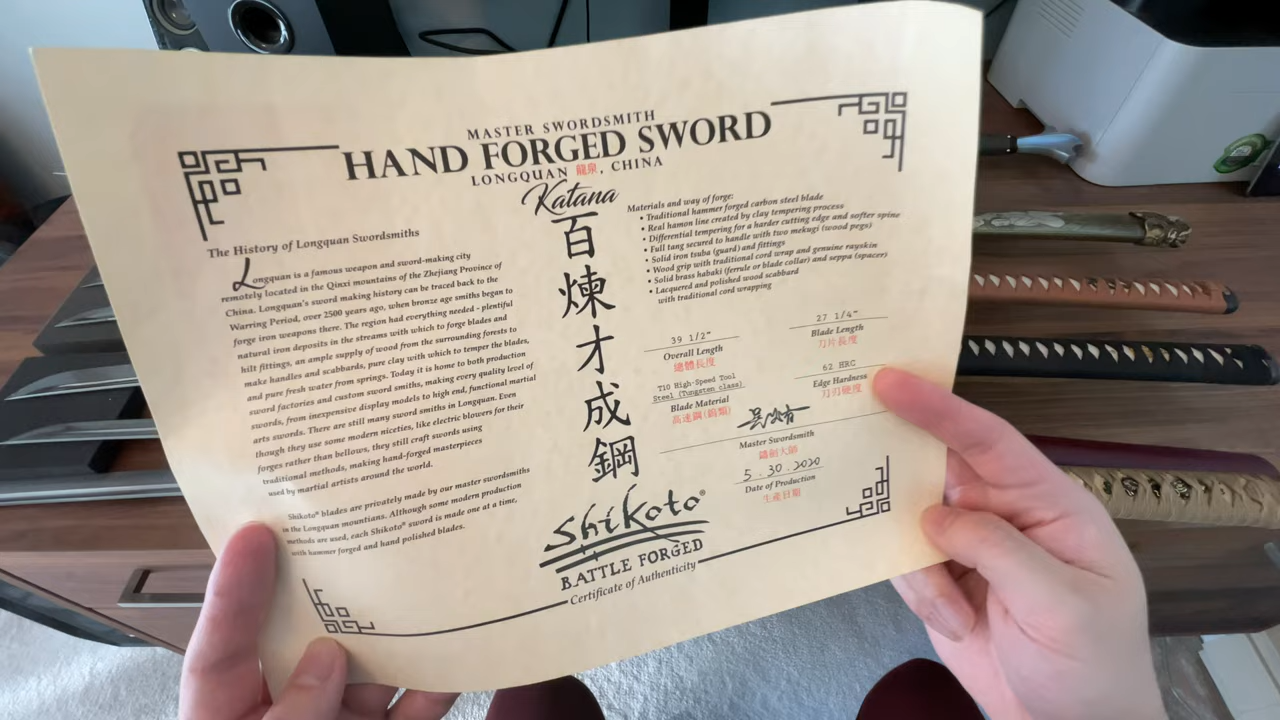 MASTER SWORDSMITH
HAND FORGED SWORD
LONGQUAN 龍泉, CHINA
Katana
百
煉
才
成
鋼
The History of Longquan Swordsmiths
Longquan is a famous weapon and sword-making city
remotely located in the Qinxi mountains of the Zhejiang Province of
China. Longquan's sword making history can be traced back to the
Warring Period, over 2500 years ago, when bronze age smiths began to
forge iron weapons there. The region had everything needed - plentiful
natural iron deposits in the streams with which to forge blades and
hilt fittings, an ample supply of wood from the surrounding forests to
make handles and scabbards, pure clay with which to temper the blades,
and pure fresh water from springs. Today it is home to both production
sword factories and custom sword smiths, making every quality level of
swords, from inexpensive display models to high end, functional martial
arts swords. There are still many sword smiths in Longquan. Even
though they use some modern niceties, like electric blowers for their
forges rather than bellows, they still craft swords using
traditional methods, making hand-forged masterpieces
used by martial artists around the world.
Shikoto® blades are privately made by our master swordsmiths
in the Longquan mountians. Although some modern production
methods are used, each Shikoto® sword is made one at a time,
with hammer forged and hand polished blades.
Materials and way of forge:
• Traditional hammer forged carbon steel blade
• Real hamon line created by clay tempering process
• Differential tempering for a harder cutting edge and softer spine
• Full tang secured to handle with two mekugi (wood pegs)
• Solid iron tsuba (guard) and fittings
• Wood grip with traditional cord wrap and genuine rayskin
• Solid brass habaki (ferrule or blade collar) and seppa (spacer)
• Lacquered and polished wood scabbard
with traditional cord wrapping
39 1/2"
Overall Length
總體長度
27 1/4"
Blade Length
刀片長度
T10 High-Speed Tool
Steel (Tungsten class)
Blade Material
高速鋼(鎢類)
62 HRC
Edge Hardness
刀刃硬度
Master Swordsmith
鑄劍大師
5.30.2020
Date of Production
生產日期
Shikoto®
BATTLE FORGED
Certificate of Authenticity